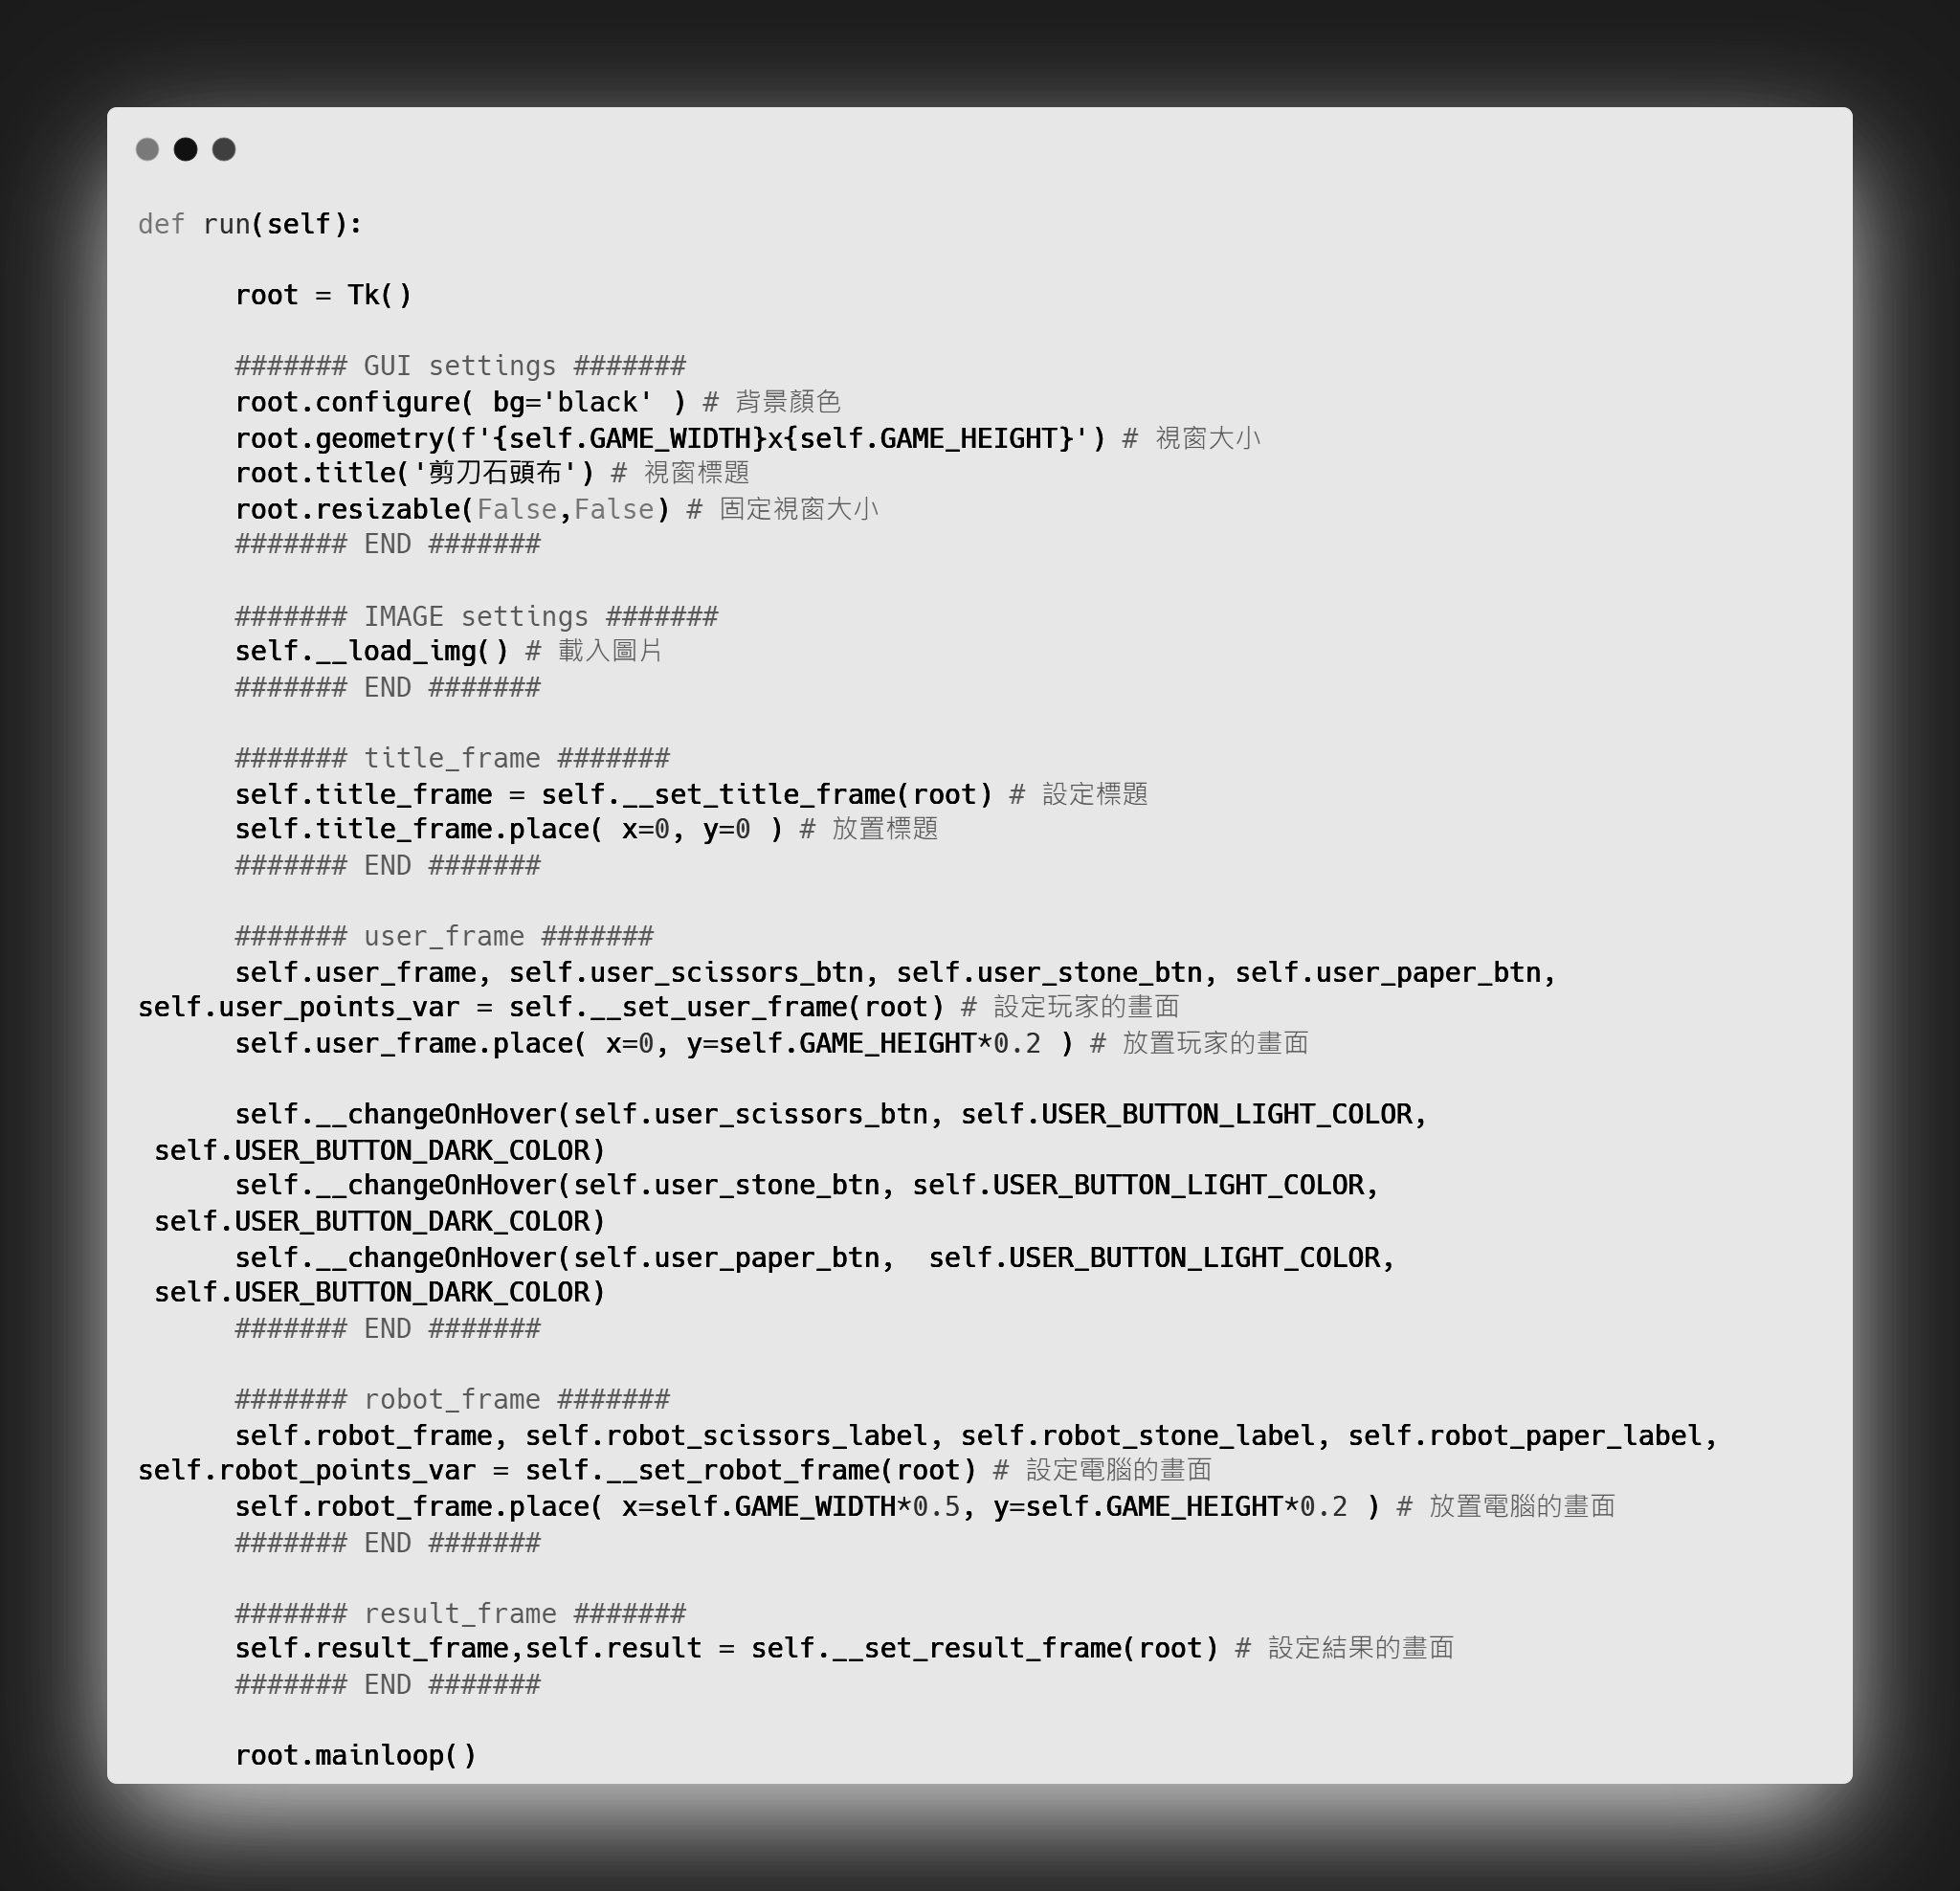 def run(self):
root = Tk()
####### GUI settings #######
root.configure( bg='black' ) # 背景顏色
root.geometry(f'{self.GAME_WIDTH}x{self.GAME_HEIGHT}') # 視窗大小
root.title('剪刀石頭布') # 視窗標題
root.resizable(False,False) # 固定視窗大小
####### END #######
####### IMAGE settings #######
self.__load_img() # 載入圖片
####### END #######
####### title_frame #######
self.title_frame = self.__set_title_frame(root) # 設定標題
self.title_frame.place( x=0, y=0 ) # 放置標題
####### END #######
####### user_frame #######
self.user_frame, self.user_scissors_btn, self.user_stone_btn, self.user_paper_btn,
self.user_points_var = self.__set_user_frame(root) # 設定玩家的畫面
self.user_frame.place( x=0, y=self.GAME_HEIGHT*0.2 ) # 放置玩家的畫面
self.__changeOnHover(self.user_scissors_btn, self.USER_BUTTON_LIGHT_COLOR,
self.USER_BUTTON_DARK_COLOR)
self.__changeOnHover(self.user_stone_btn, self.USER_BUTTON_LIGHT_COLOR,
self.USER_BUTTON_DARK_COLOR)
self.__changeOnHover(self.user_paper_btn,  self.USER_BUTTON_LIGHT_COLOR,
self.USER_BUTTON_DARK_COLOR)
####### END #######
####### robot_frame #######
self.robot_frame, self.robot_scissors_label, self.robot_stone_label, self.robot_paper_label,
self.robot_points_var = self.__set_robot_frame(root) # 設定電腦的畫面
self.robot_frame.place( x=self.GAME_WIDTH*0.5, y=self.GAME_HEIGHT*0.2 ) # 放置電腦的畫面
####### END #######
####### result_frame #######
self.result_frame,self.result = self.__set_result_frame(root) # 設定結果的畫面
####### END #######
root.mainloop()